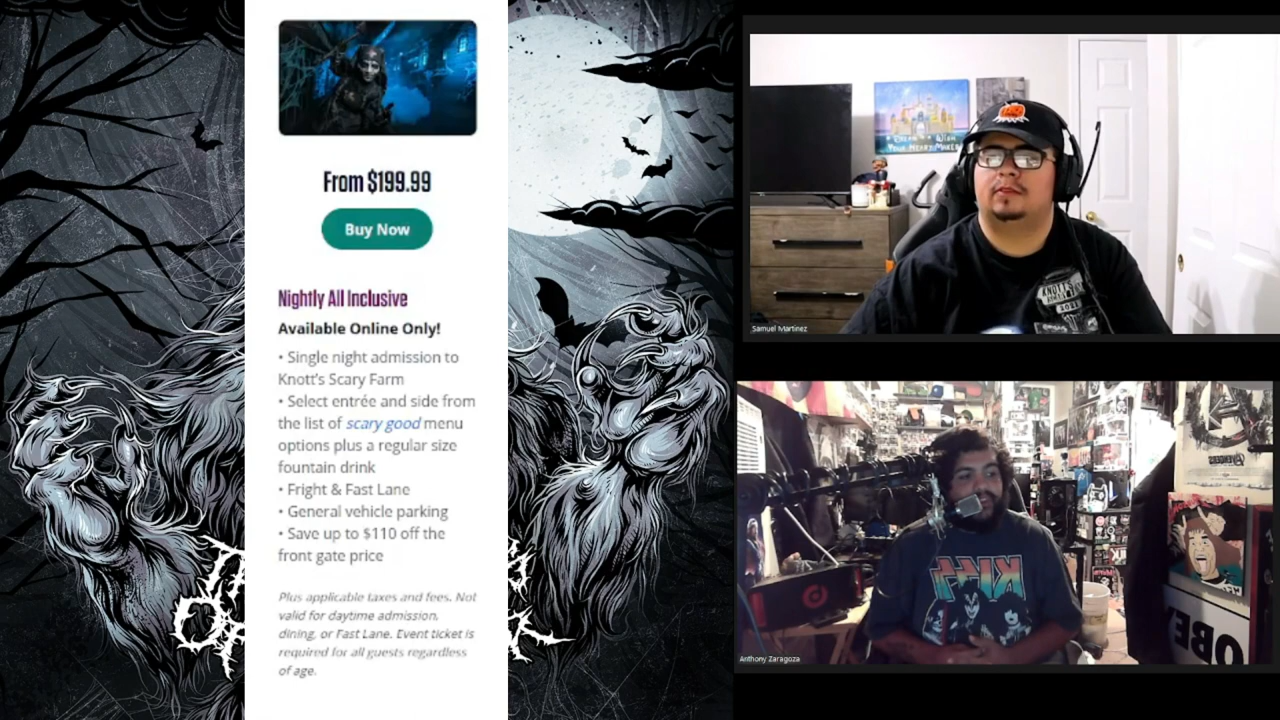 From $199.99
Buy Now
Nightly All Inclusive
Available Online Only!
• Single night admission to
Knott's Scary Farm
• Select entrée and side from
the list of scary good menu
options plus a regular size
fountain drink
• Fright & Fast Lane
• General vehicle parking
• Save up to $110 off the
front gate price
Plus applicable taxes and fees. Not
valid for daytime admission,
dining, or Fast Lane. Event ticket is
required for all guests regardless
of age.
Samuel Martinez
KISS
OBE
Anthony Zaragoza